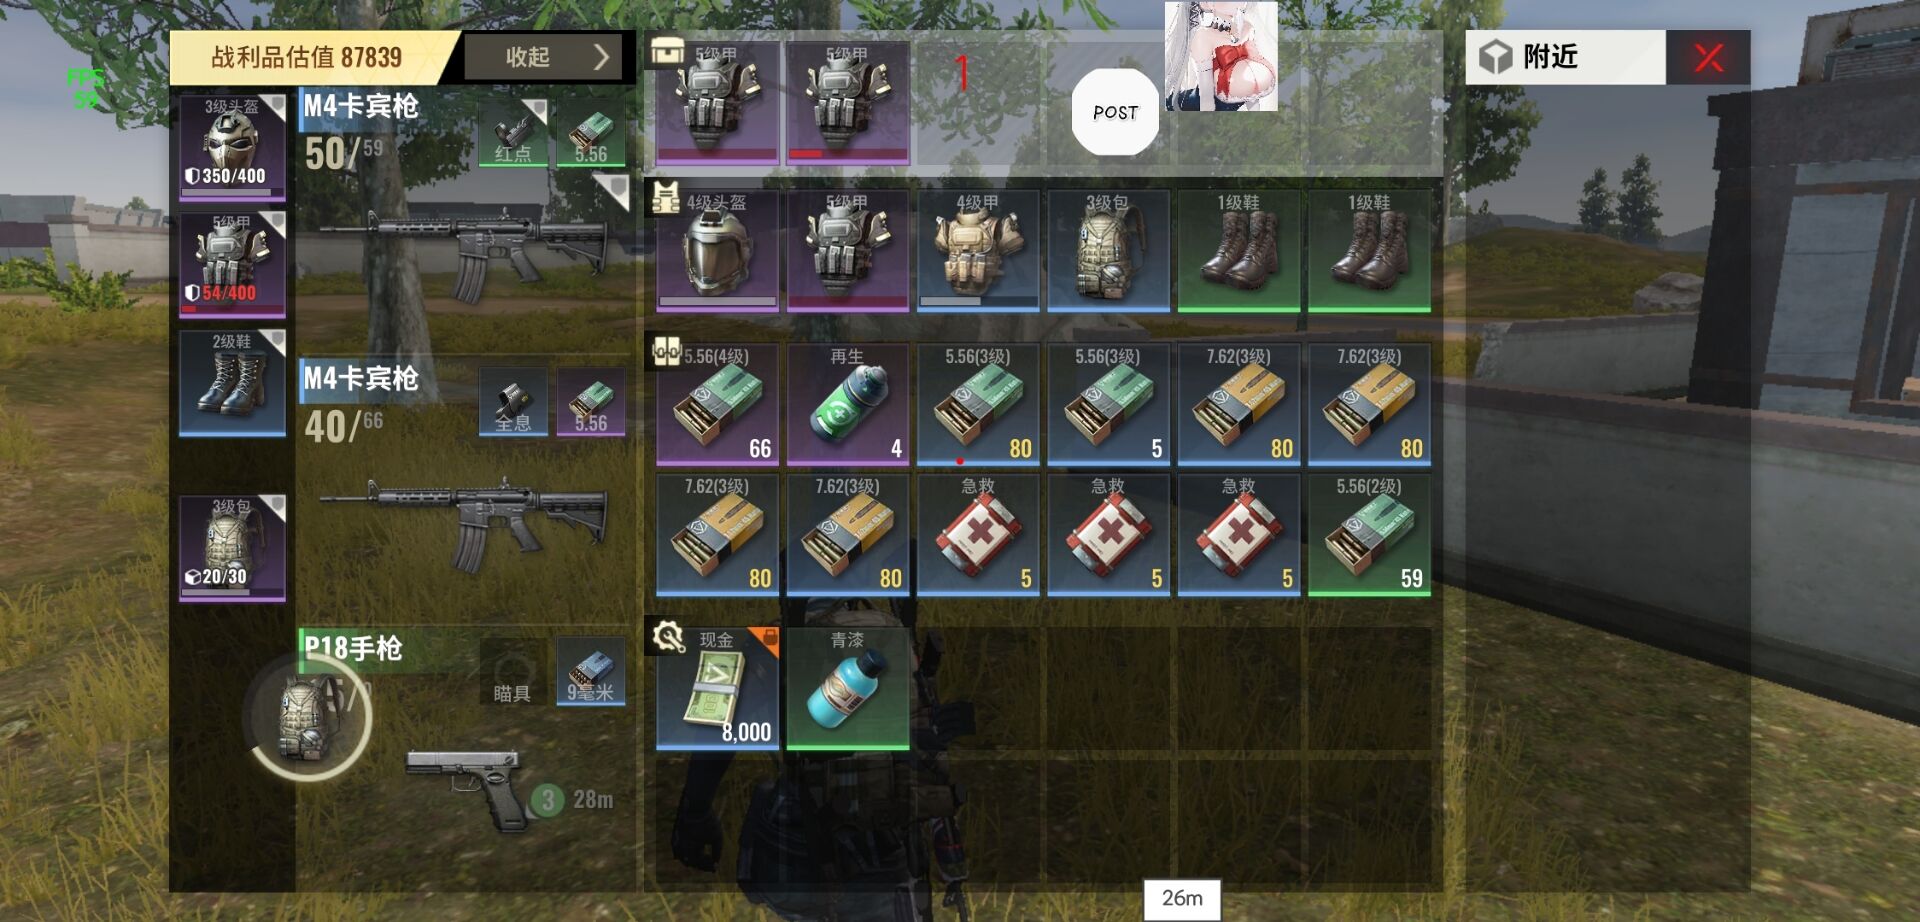 战利品估值 87839
收起
FPS
59
3级头盔
350/400
5级甲
54/400
2级鞋
3级包
20/30
M4卡宾枪
50/59
红点
5.56
M4卡宾枪
40/66
全息
5.56
P18手枪
瞄具
9毫米
3 28m
5级甲
5级甲
1
POST
4级头盔
5级甲
4级甲
3级包
1级鞋
1级鞋
5.56(4级)
66
再生
4
5.56(3级)
80
5.56(3级)
5
7.62(3级)
80
7.62(3级)
80
7.62(3级)
80
7.62(3级)
80
急救
5
急救
5
急救
5
5.56(2级)
59
现金
8,000
青漆
附近
26m